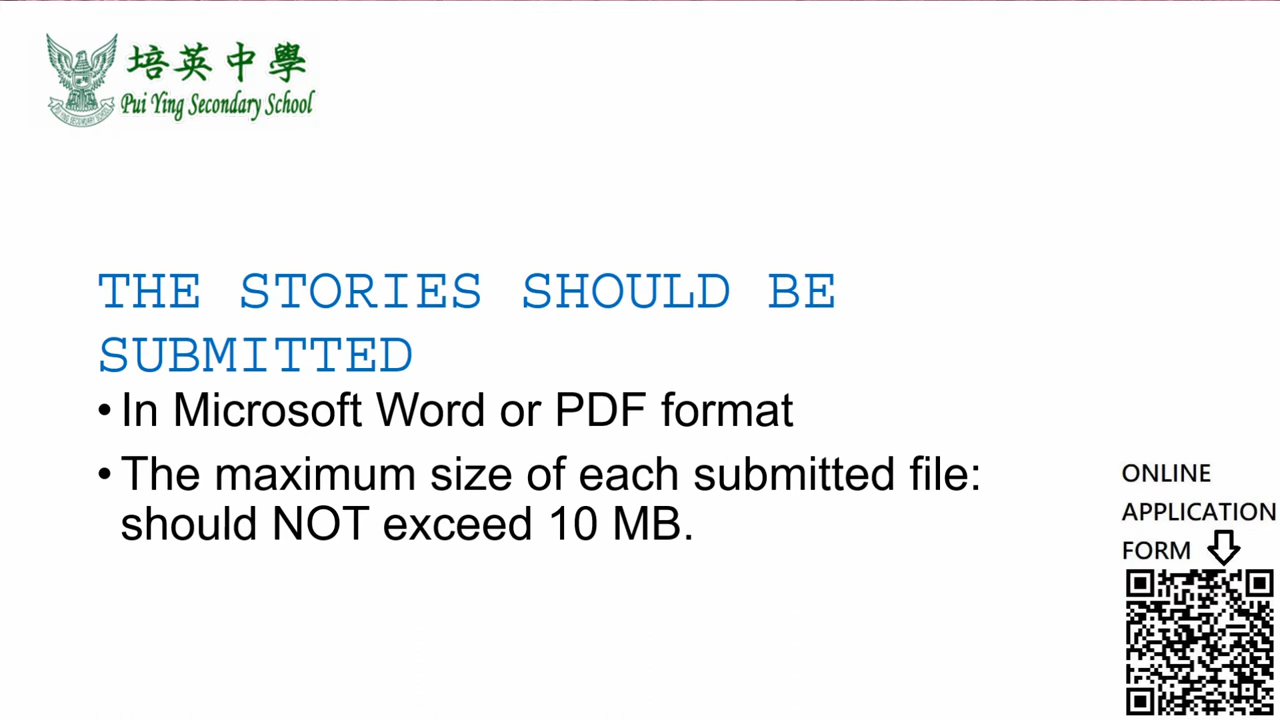 培英中學
Pui Ying Secondary School
THE STORIES SHOULD BE
SUBMITTED
• In Microsoft Word or PDF format
• The maximum size of each submitted file:
should NOT exceed 10 MB.
ONLINE
APPLICATION
FORM